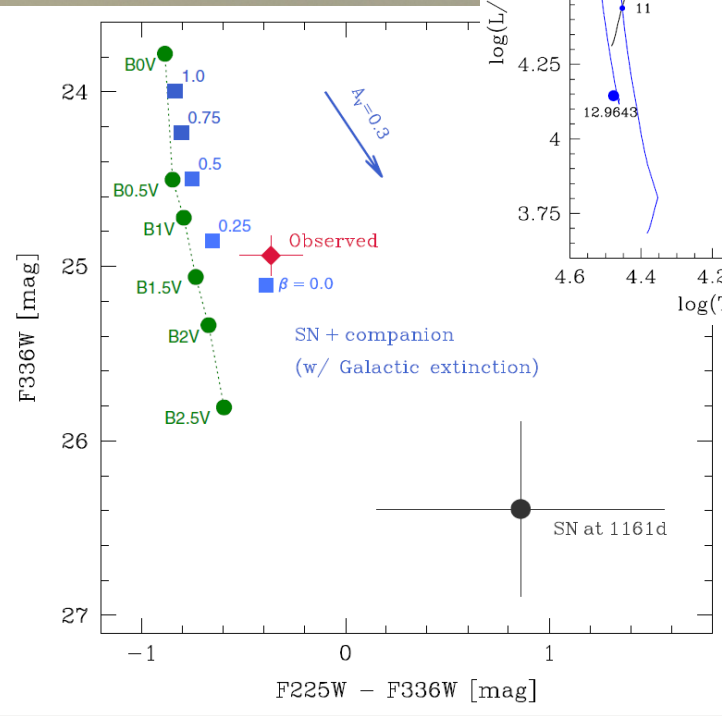 log(L/
11
4.25
12.9643
4
3.75
4.6
4.4
4.3
log(T
24
25
26
27
F336W [mag]
B0V
1.0
0.75
A_V=0.3
0.5
B0.5V
B1V
0.25
Observed
B1.5V
β = 0.0
B2V
SN + companion
(w/ Galactic extinction)
B2.5V
SN at 1161d
−1
0
1
F225W − F336W [mag]